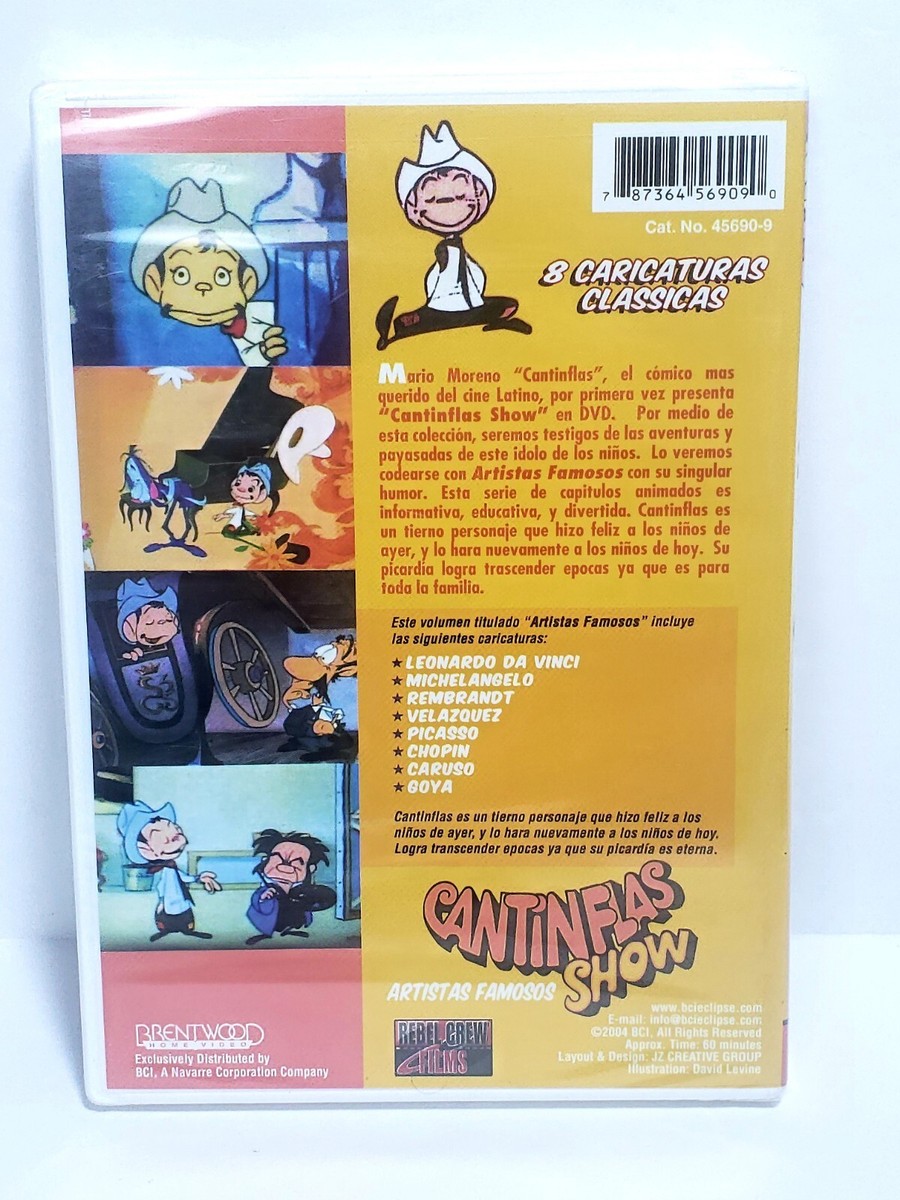 7 87364 56909 0
Cat. No. 45690-9
8 CARICATURAS
CLASSICAS
Mario Moreno “Cantinflas”, el cómico mas
querido del cine Latino, por primera vez presenta
“Cantinflas Show” en DVD. Por medio de
esta colección, seremos testigos de las aventuras y
payasadas de este idolo de los niños. Lo veremos
codearse con Artistas Famosos con su singular
humor. Esta serie de capitulos animados es
informativa, educativa, y divertida. Cantinflas es
un tierno personaje que hizo feliz a los niños de
ayer, y lo hara nuevamente a los niños de hoy. Su
picardía logra trascender epocas ya que es para
toda la familia.
Este volumen titulado “Artistas Famosos” incluye
las siguientes caricaturas:
★ LEONARDO DA VINCI
★ MICHELANGELO
★ REMBRANDT
★ VELAZQUEZ
★ PICASSO
★ CHOPIN
★ CARUSO
★ GOYA
Cantinflas es un tierno personaje que hizo feliz a los
niños de ayer, y lo hara nuevamente a los niños de hoy.
Logra transcender epocas ya que su picardía es eterna.
CANTINFLAS
SHOW
ARTISTAS FAMOSOS
BRENTWOOD
HOME VIDEO
Exclusively Distributed by
BCI, A Navarre Corporation Company
REBEL CREW
FILMS
www.bcieclipse.com
E-mail: info@bcieclipse.com
©2004 BCI, All Rights Reserved
Approx. Time: 60 minutes
Layout & Design: JZ CREATIVE GROUP
Illustration: David Levine